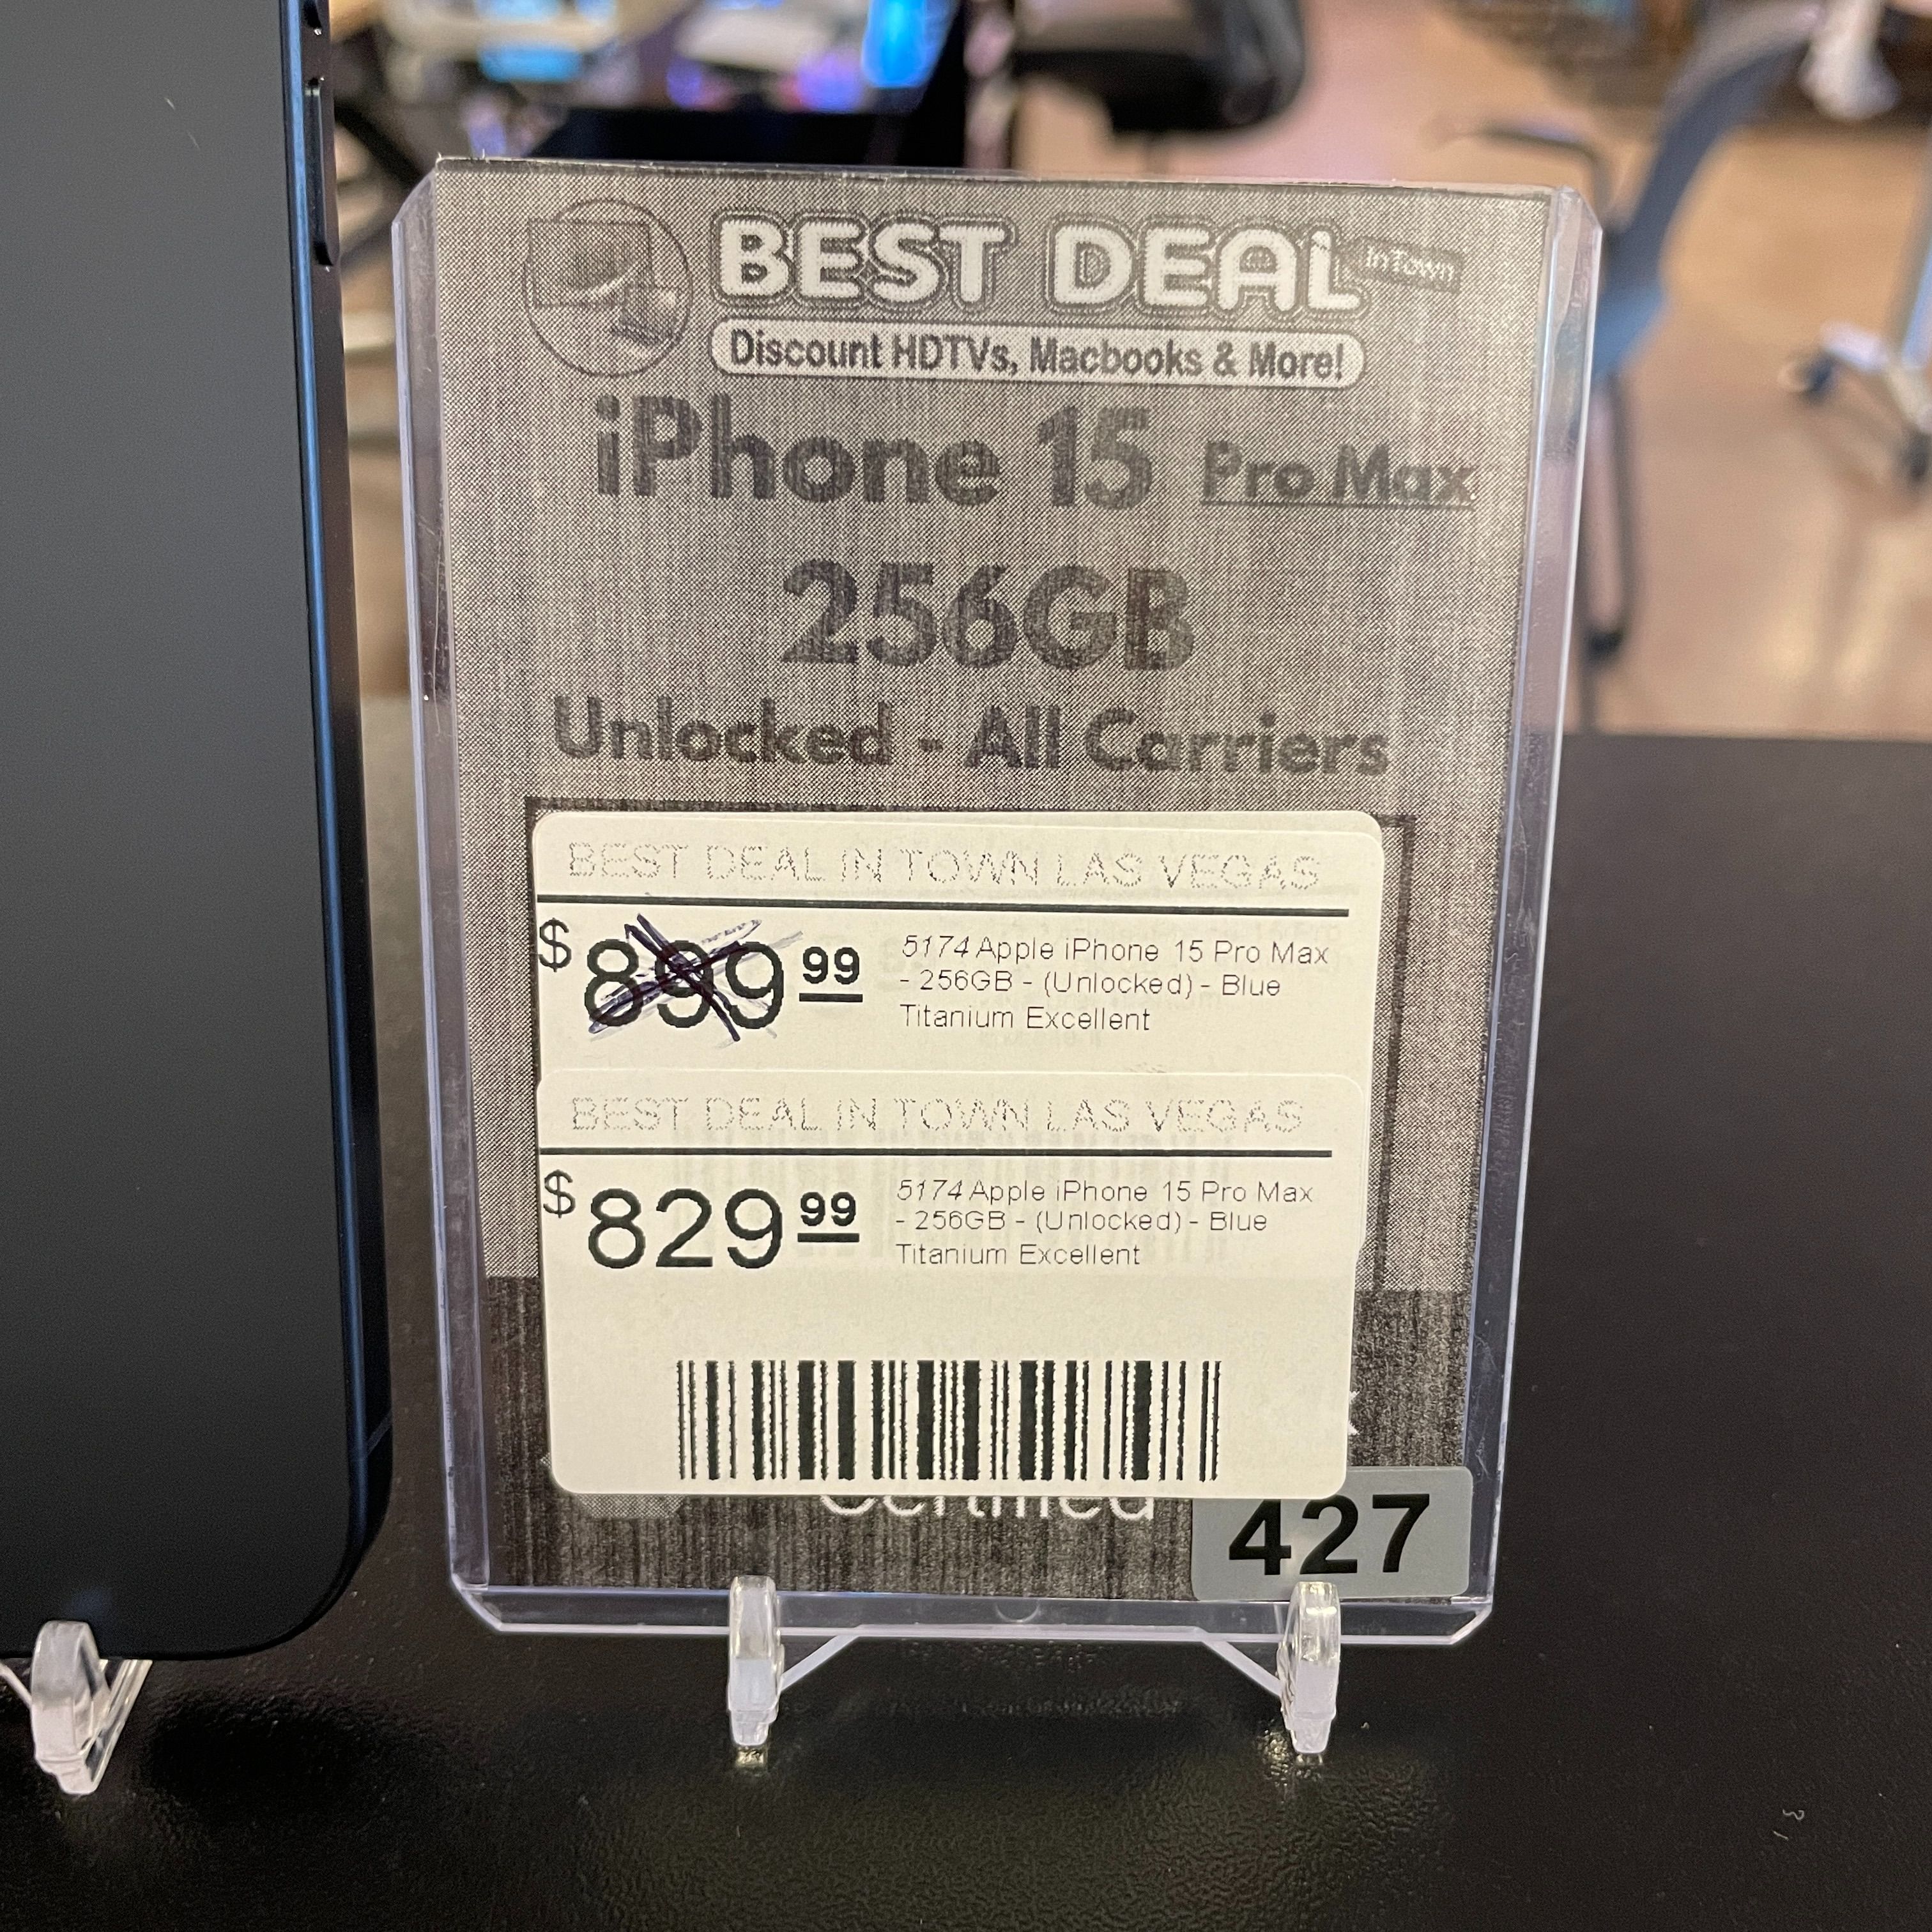 BEST DEAL inTown
Discount HDTVs, Macbooks & More!
iPhone 15 Pro Max
256GB
Unlocked - All Carriers
BEST DEAL IN TOWN LAS VEGAS
$899 99
5174 Apple iPhone 15 Pro Max
- 256GB - (Unlocked) - Blue
Titanium Excellent
BEST DEAL IN TOWN LAS VEGAS
$829 99
5174 Apple iPhone 15 Pro Max
- 256GB - (Unlocked) - Blue
Titanium Excellent
Certified
427